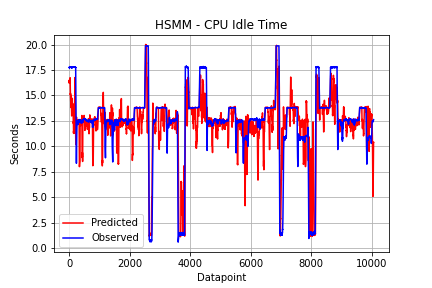 HSMM - CPU Idle Time
20.0
17.5
15.0
12.5
10.0
7.5
5.0
2.5
0.0
Seconds
Predicted
Observed
0 2000 4000 6000 8000 10000
Datapoint